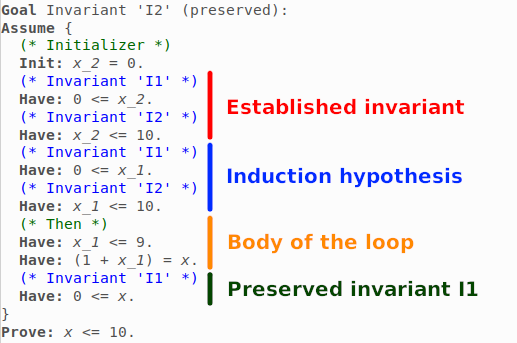 Goal Invariant 'I2' (preserved):
Assume {
(* Initializer *)
Init: x_2 = 0.
(* Invariant 'I1' *)
Have: 0 <= x_2.
Established invariant
(* Invariant 'I2' *)
Have: x_2 <= 10.
(* Invariant 'I1' *)
Have: 0 <= x_1.
Induction hypothesis
(* Invariant 'I2' *)
Have: x_1 <= 10.
(* Then *)
Have: x_1 <= 9.
Body of the loop
Have: (1 + x_1) = x.
(* Invariant 'I1' *)
Preserved invariant I1
Have: 0 <= x.
}
Prove: x <= 10.